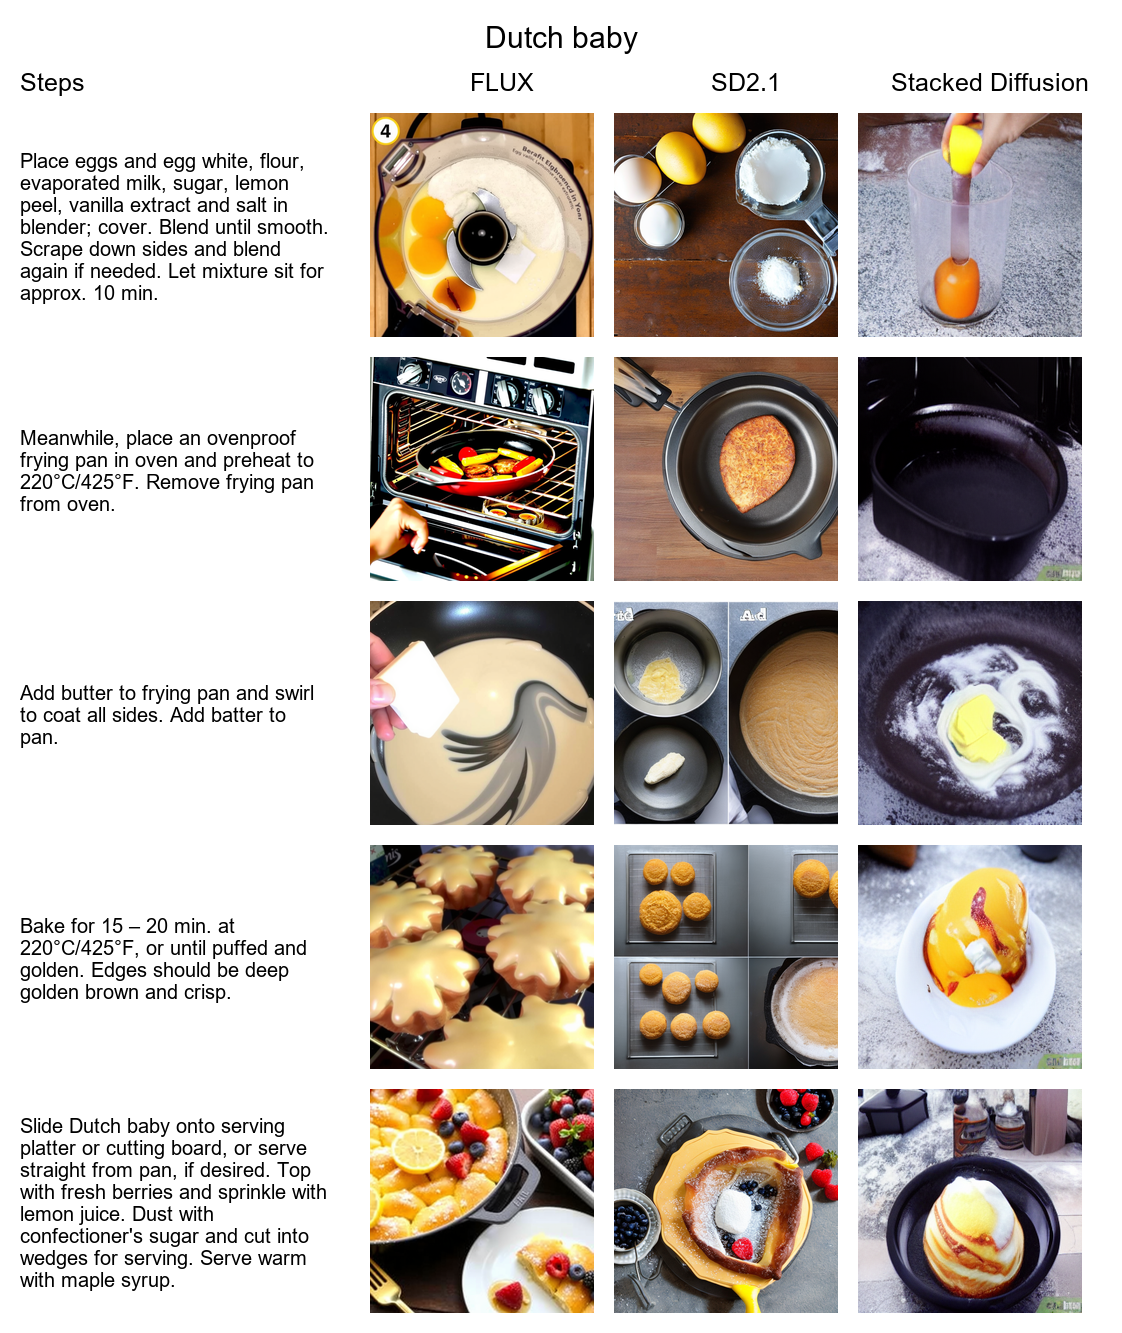 Dutch baby
Steps
FLUX
SD2.1
Stacked Diffusion
Place eggs and egg white, flour,
evaporated milk, sugar, lemon
peel, vanilla extract and salt in
blender; cover. Blend until smooth.
Scrape down sides and blend
again if needed. Let mixture sit for
approx. 10 min.
4
Meanwhile, place an ovenproof
frying pan in oven and preheat to
220°C/425°F. Remove frying pan
from oven.
Add butter to frying pan and swirl
to coat all sides. Add batter to
pan.
Bake for 15 – 20 min. at
220°C/425°F, or until puffed and
golden. Edges should be deep
golden brown and crisp.
Slide Dutch baby onto serving
platter or cutting board, or serve
straight from pan, if desired. Top
with fresh berries and sprinkle with
lemon juice. Dust with
confectioner's sugar and cut into
wedges for serving. Serve warm
with maple syrup.